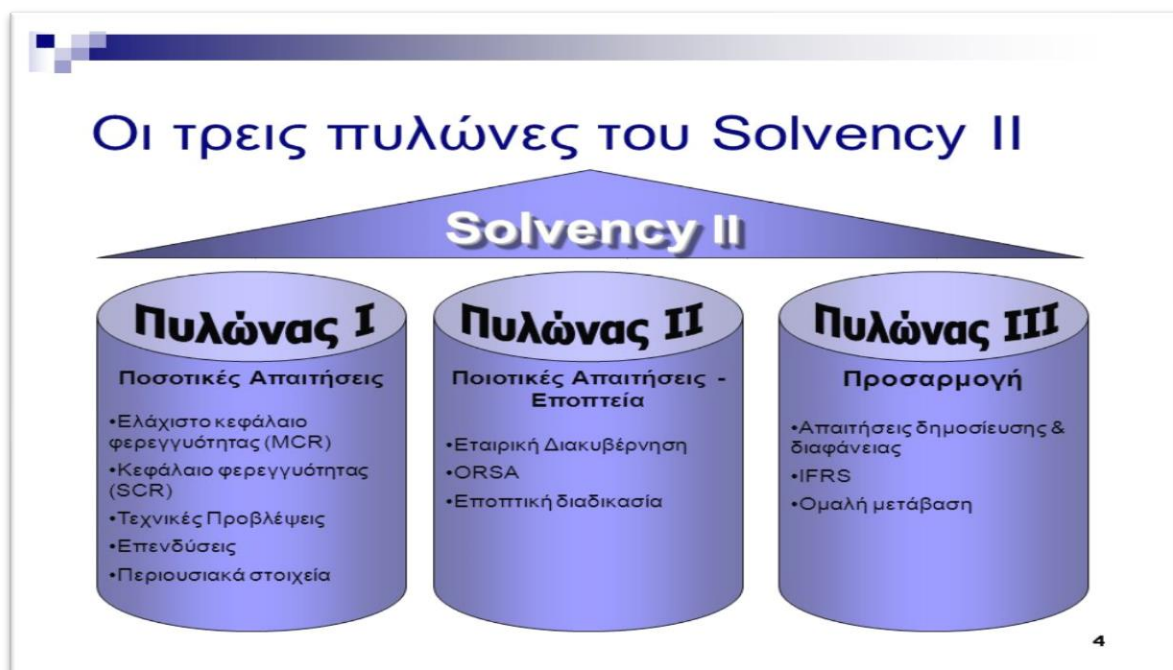 Οι τρεις πυλώνες του Solvency II
Solvency II
Πυλώνας I
Ποσοτικές Απαιτήσεις
•Ελάχιστο κεφάλαιο
φερεγγυότητας (MCR)
•Κεφάλαιο φερεγγυότητας
(SCR)
•Τεχνικές Προβλέψεις
•Επενδύσεις
•Περιουσιακά στοιχεία
Πυλώνας II
Ποιοτικές Απαιτήσεις -
Εποπτεία
•Εταιρική Διακυβέρνηση
•ORSA
•Εποπτική διαδικασία
Πυλώνας III
Προσαρμογή
•Απαιτήσεις δημοσίευσης &
διαφάνειας
•IFRS
•Ομαλή μετάβαση
4